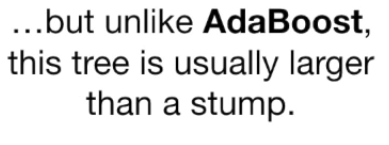 ...but unlike AdaBoost,
this tree is usually larger
than a stump.